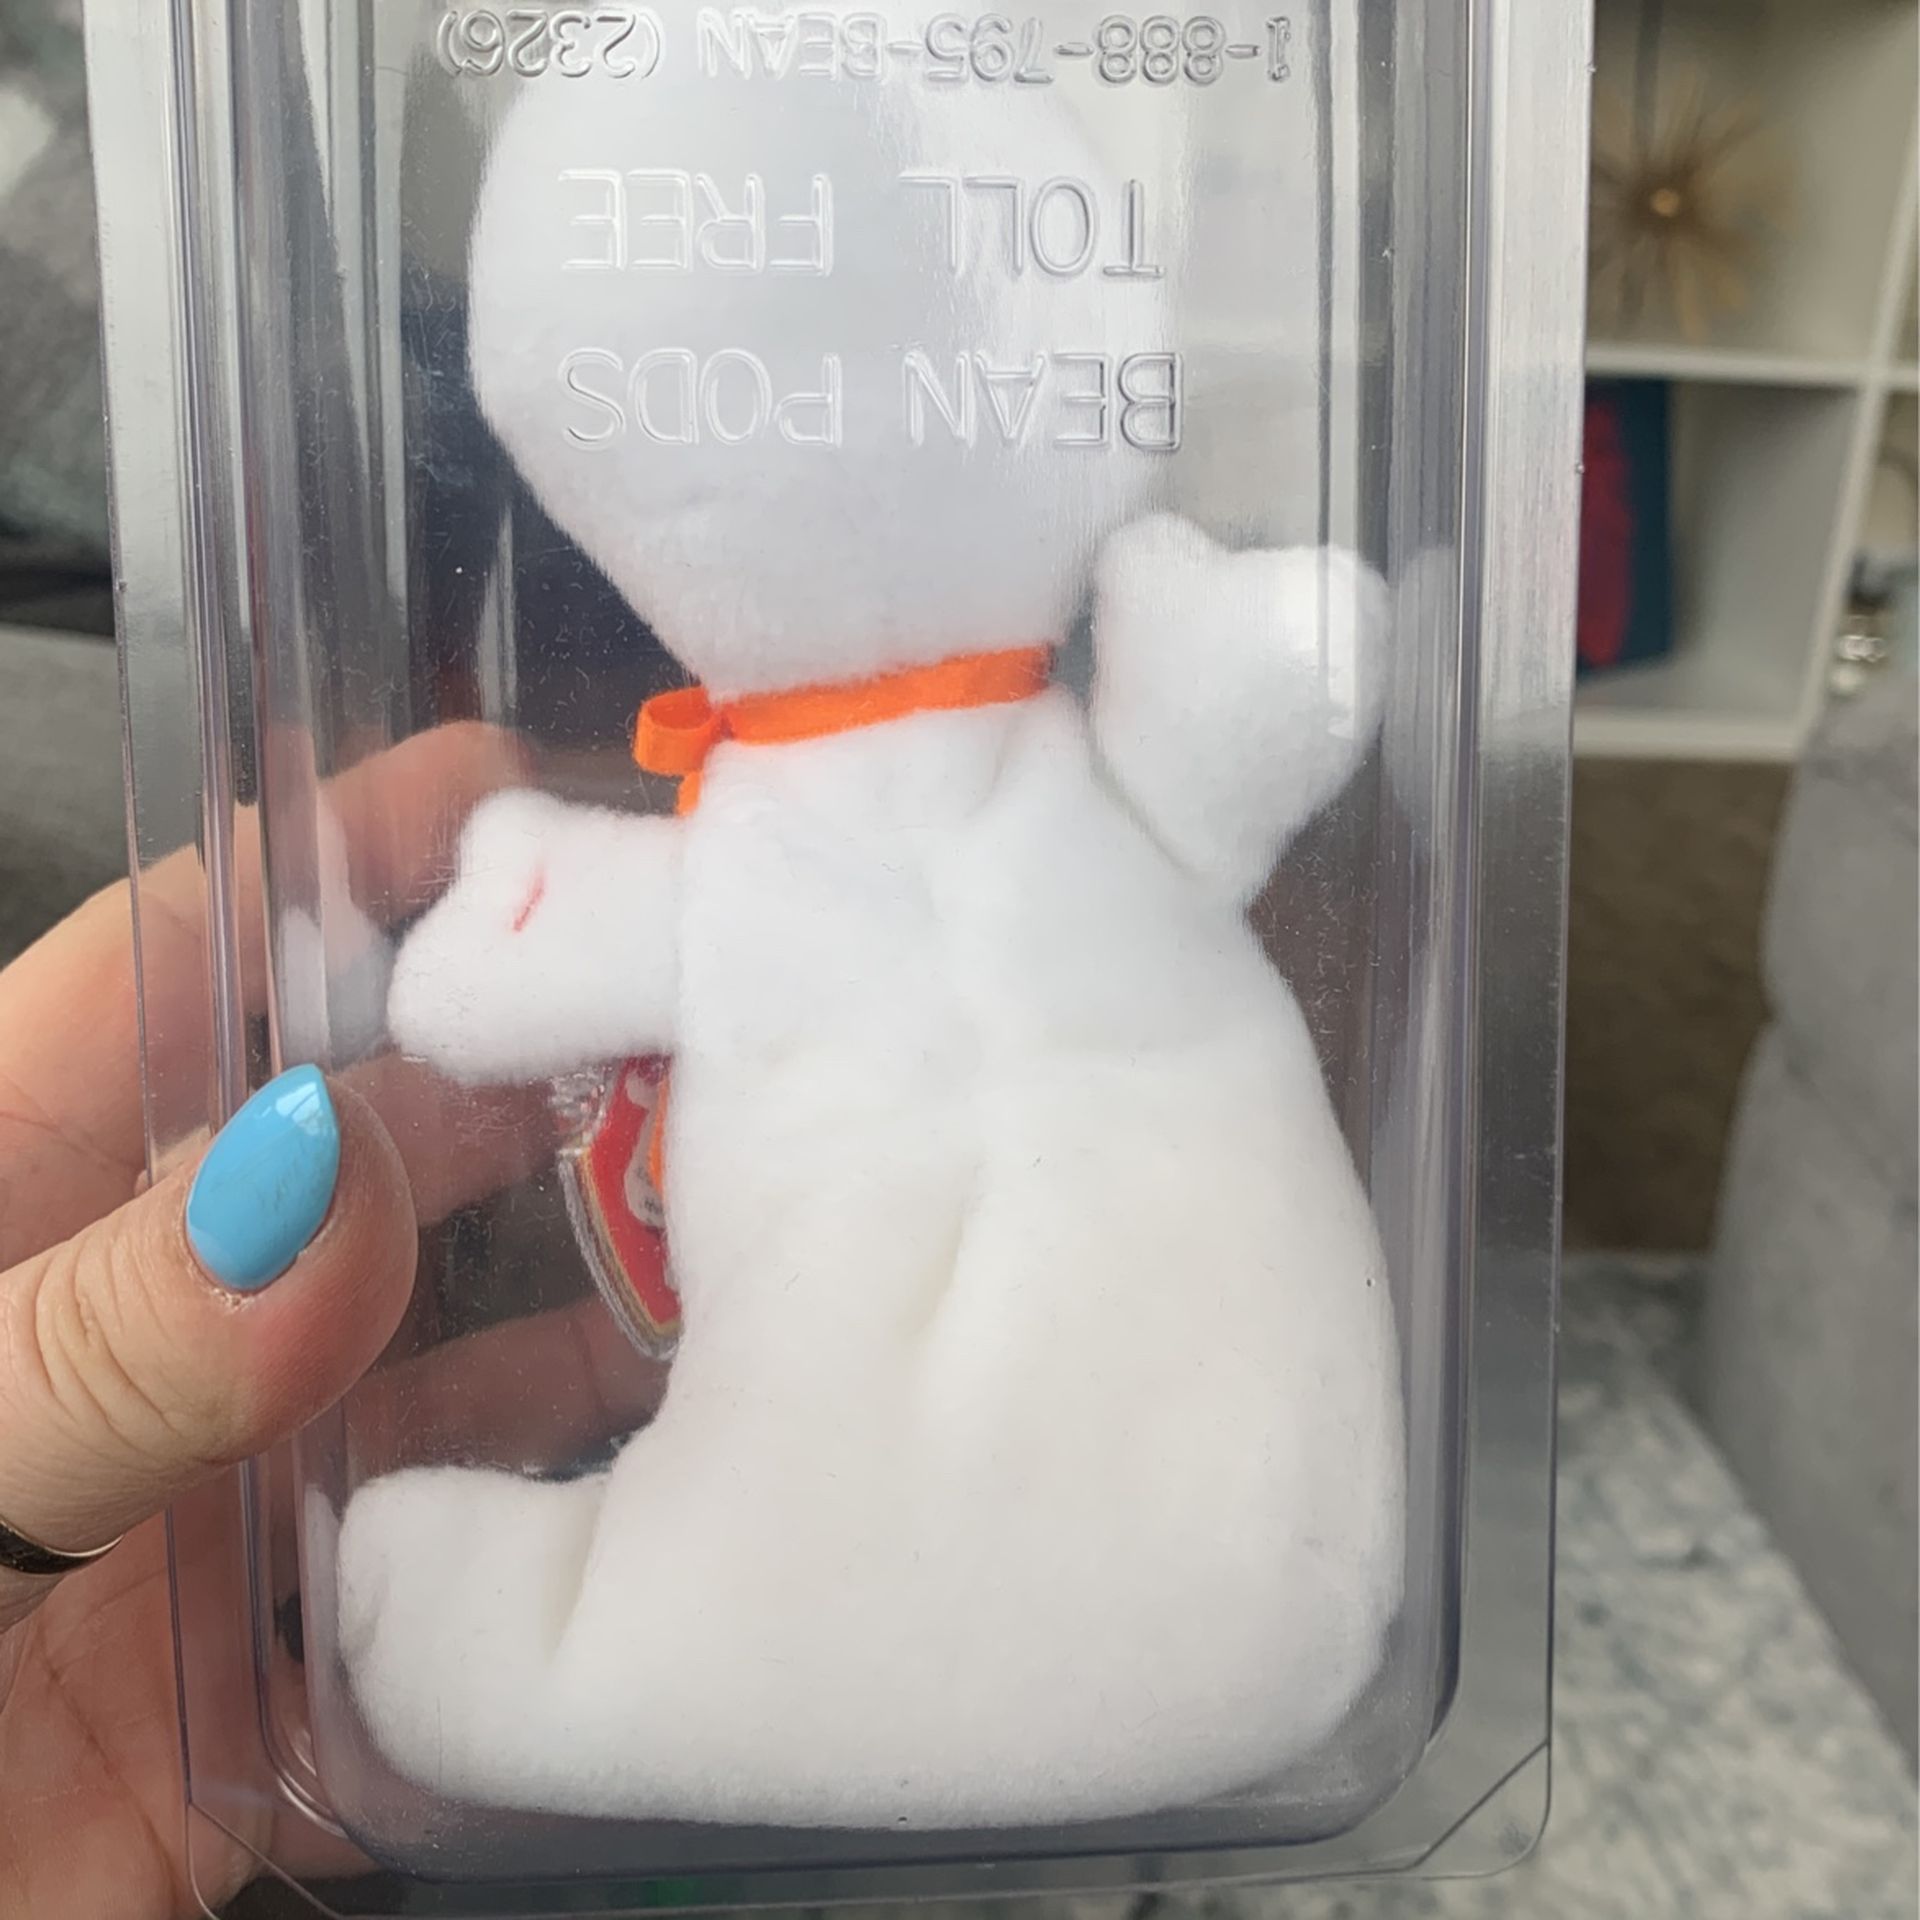 BEAN PODS
TOLL FREE
1-888-795-BEAN (2326)